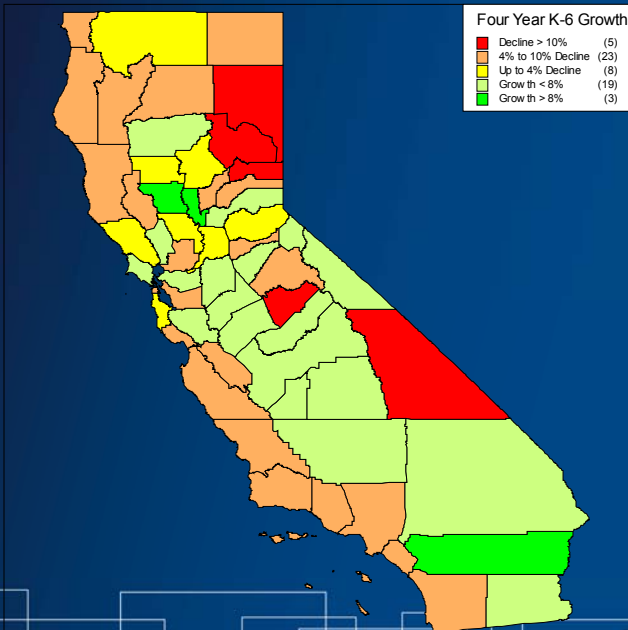 Four Year K-6 Growth
Decline > 10% (5)
4% to 10% Decline (23)
Up to 4% Decline (8)
Growth < 8% (19)
Growth > 8% (3)